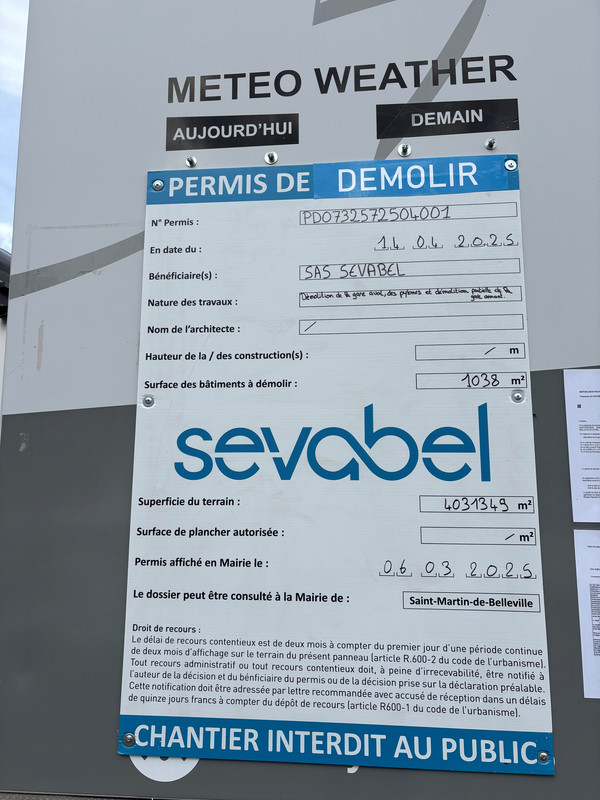 METEO WEATHER
AUJOURD'HUI DEMAIN
PERMIS DE DEMOLIR
N° Permis : PD0732572504001
En date du : 14 04 2025
Bénéficiaire(s) : SAS SEVABEL
Nature des travaux : Démolition de la gare aval, des pylones et démolition partielle de la gare amont.
Nom de l'architecte : /
Hauteur de la / des construction(s) : / m
Surface des bâtiments à démolir : 1038 m²
sevabel
Superficie du terrain : 4031349 m²
Surface de plancher autorisée : / m²
Permis affiché en Mairie le : 06 03 2025
Le dossier peut être consulté à la Mairie de : Saint-Martin-de-Belleville
Droit de recours :
Le délai de recours contentieux est de deux mois à compter du premier jour d'une période continue
de deux mois d'affichage sur le terrain du présent panneau (article R.600-2 du code de l'urbanisme).
Tout recours administratif ou tout recours contentieux doit, à peine d'irrecevabilité, être notifié à
l'auteur de la décision et du bénficiaire du permis ou de la décision prise sur la déclaration préalable.
Cette notification doit être adressée par lettre recommandée avec accusé de réception dans un délais
de quinze jours francs à compter du dépôt de recours (article R600-1 du code de l'urbanisme).
CHANTIER INTERDIT AU PUBLIC